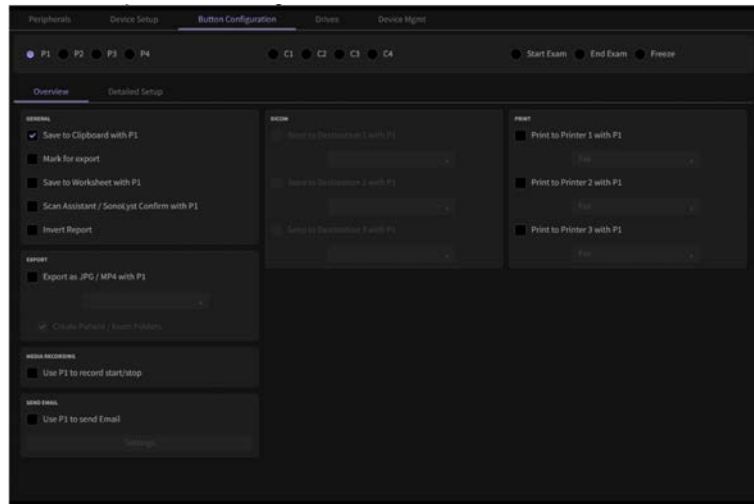 Peripherals Device Setup Button Configuration Drives Device Mgmt
P1 P2 P3 P4 C1 C2 C3 C4 Start Exam End Exam Freeze
Overview Detailed Setup
GENERAL
Save to Clipboard with P1
Mark for export
Save to Worksheet with P1
Scan Assistant / SonoLyst Confirm with P1
Invert Report
EXPORT
Export as JPG / MP4 with P1
Create Patient / Exam Folders
MEDIA RECORDING
Use P1 to record start/stop
SEND EMAIL
Use P1 to send Email
Settings
DICOM
Send to Destination 1 with P1
Send to Destination 2 with P1
Send to Destination 3 with P1
PRINT
Print to Printer 1 with P1
Print to Printer 2 with P1
Print to Printer 3 with P1